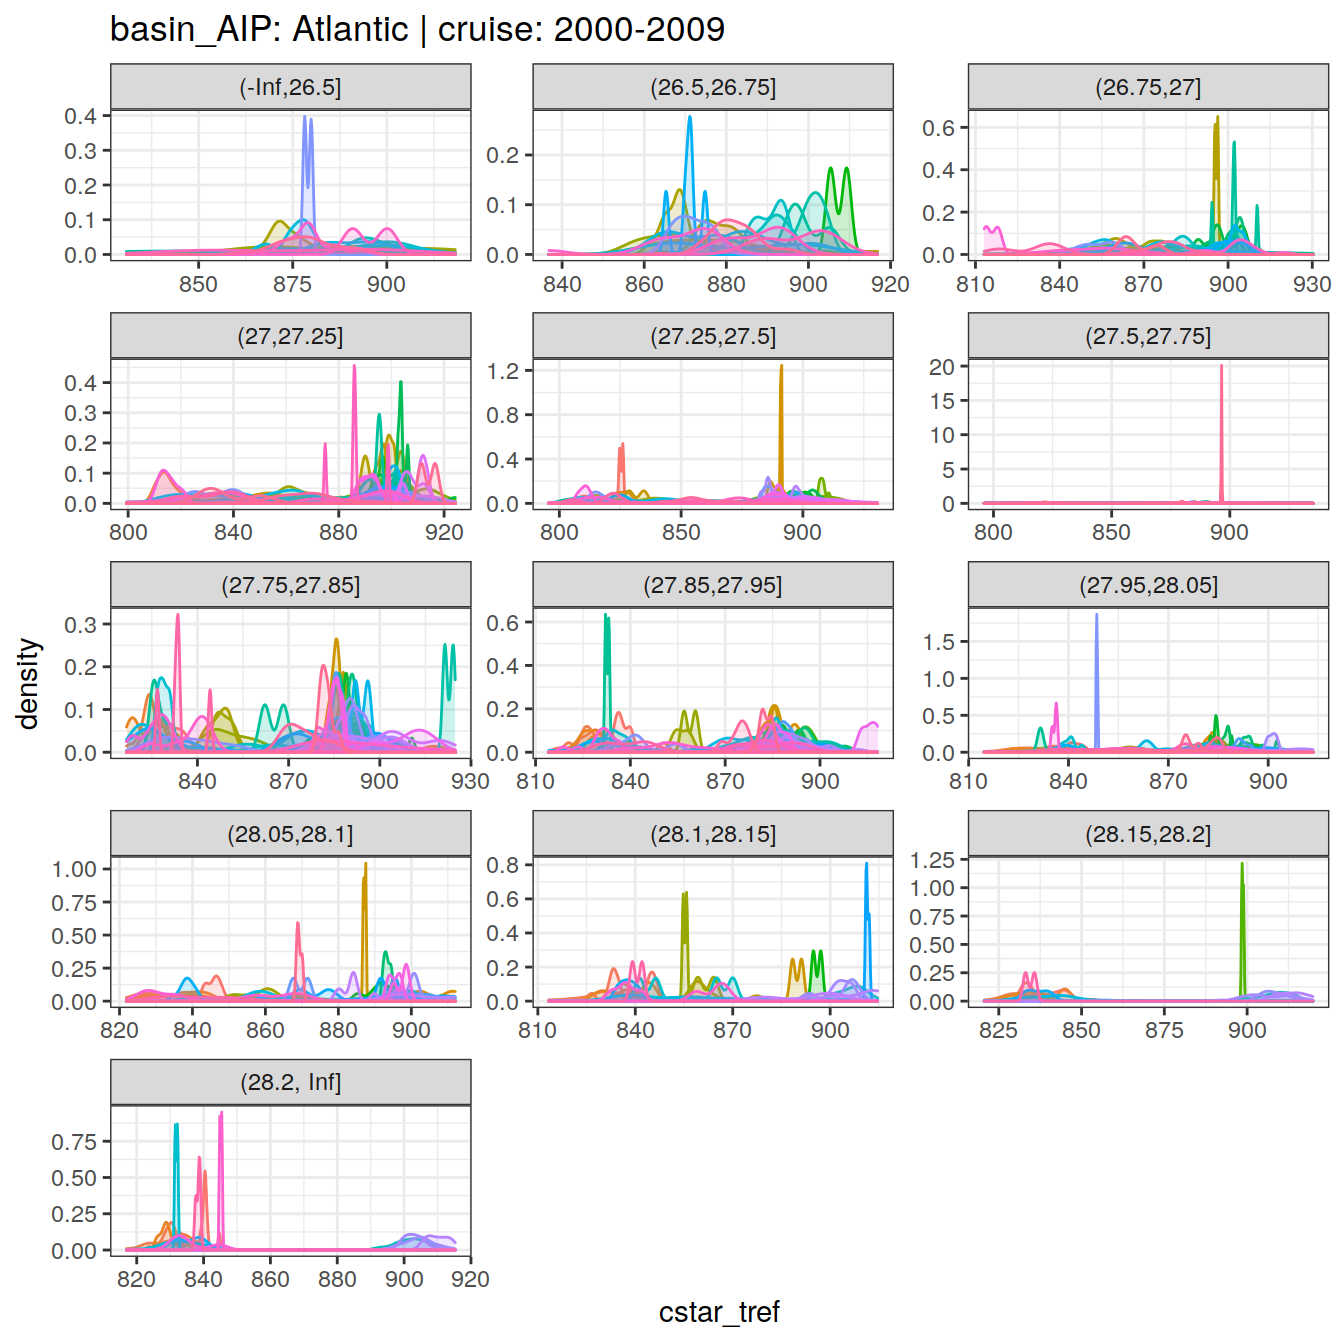 basin_AIP: Atlantic | cruise: 2000-2009
(-Inf,26.5] (26.5,26.75] (26.75,27]
0.4 0.3 0.2 0.1 0.0
0.2 0.1 0.0
0.6 0.4 0.2 0.0
850 875 900
840 860 880 900 920
810 840 870 900 930
(27,27.25] (27.25,27.5] (27.5,27.75]
0.4 0.3 0.2 0.1 0.0
1.2 0.8 0.4 0.0
20 15 10 5 0
800 840 880 920
800 850 900
800 850 900
(27.75,27.85] (27.85,27.95] (27.95,28.05]
0.3 0.2 0.1 0.0
0.6 0.4 0.2 0.0
1.5 1.0 0.5 0.0
840 870 900 930
810 840 870 900
810 840 870 900
density
(28.05,28.1] (28.1,28.15] (28.15,28.2]
1.00 0.75 0.50 0.25 0.00
0.8 0.6 0.4 0.2 0.0
1.25 1.00 0.75 0.50 0.25 0.00
820 840 860 880 900
810 840 870 900
825 850 875 900
(28.2, Inf]
0.75 0.50 0.25 0.00
820 840 860 880 900 920
cstar_tref